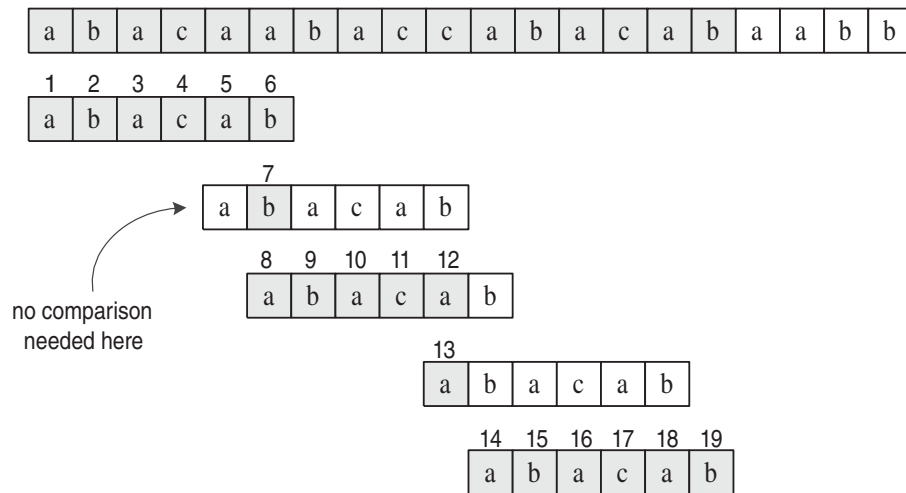 a b a c a a b a c c a b a c a b a a b b
1 2 3 4 5 6
a b a c a b
7
a b a c a b
8 9 10 11 12
a b a c a b
no comparison
needed here
13
a b a c a b
14 15 16 17 18 19
a b a c a b